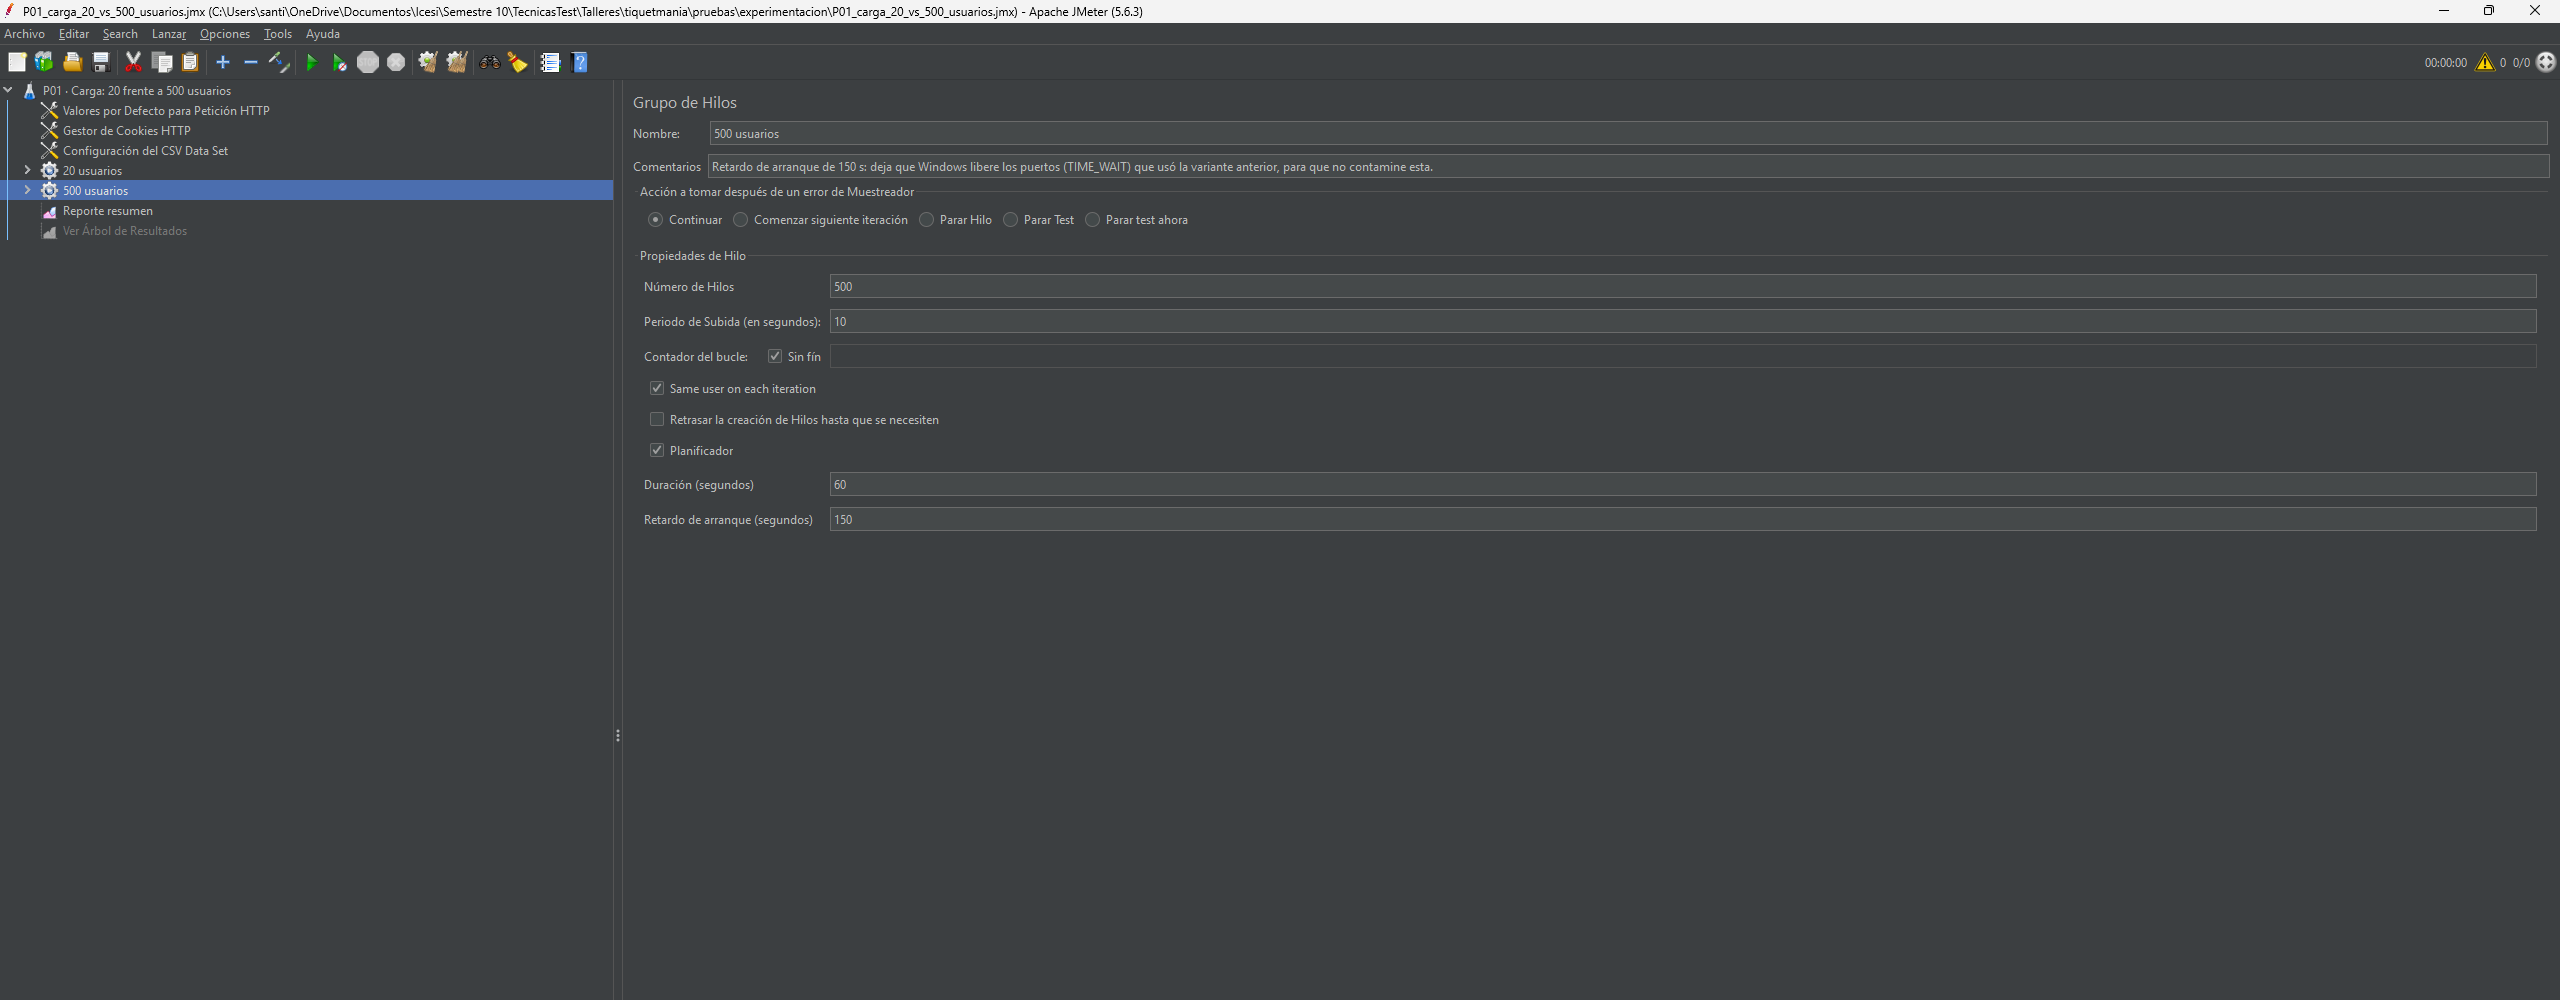 P01_carga_20_vs_500_usuarios.jmx (C:\Users\santi\OneDrive\Documentos\Icesi\Semestre 10\TecnicasTest\Talleres\tiquetmania\pruebas\experimentacion\P01_carga_20_vs_500_usuarios.jmx) - Apache JMeter (5.6.3)
Archivo Editar Search Lanzar Opciones Tools Ayuda
STOP
00:00:00 0 0/0
P01 · Carga: 20 frente a 500 usuarios
Valores por Defecto para Petición HTTP
Gestor de Cookies HTTP
Configuración del CSV Data Set
20 usuarios
500 usuarios
Reporte resumen
Ver Árbol de Resultados
Grupo de Hilos
Nombre: 500 usuarios
Comentarios Retardo de arranque de 150 s: deja que Windows libere los puertos (TIME_WAIT) que usó la variante anterior, para que no contamine esta.
Acción a tomar después de un error de Muestreador
Continuar Comenzar siguiente iteración Parar Hilo Parar Test Parar test ahora
Propiedades de Hilo
Número de Hilos 500
Periodo de Subida (en segundos): 10
Contador del bucle: Sin fín
Same user on each iteration
Retrasar la creación de Hilos hasta que se necesiten
Planificador
Duración (segundos) 60
Retardo de arranque (segundos) 150